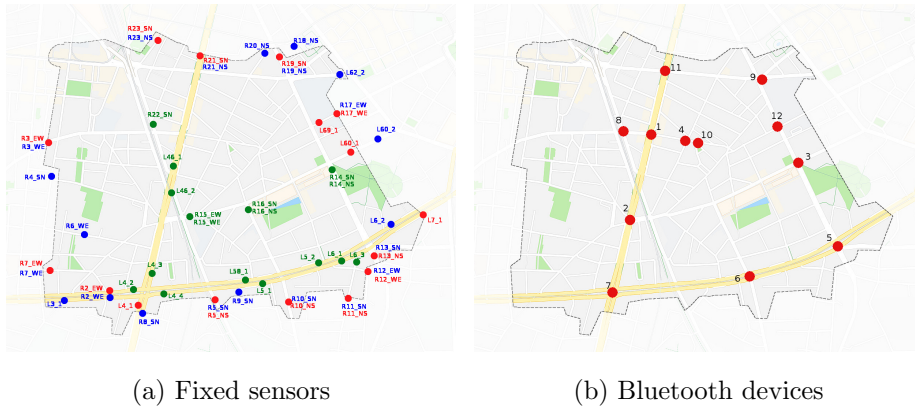 R23_SN
R23_NS
R20_NS
R18_NS
R21_SN
R21_NS
R19_SN
R19_NS
L62_2
R17_EW
R17_WE
R22_SN
L69_1
L60_2
R3_EW
R3_WE
L60_1
L46_1
R4_SN
R14_SN
R14_NS
L46_2
R16_SN
R16_NS
R15_EW
R15_WE
L7_1
L6_2
R6_WE
R13_SN
R13_NS
R7_EW
R7_WE
L4_3
L5_2
L6_1
L6_3
R12_EW
R12_WE
L58_1
L5_1
R2_EW
R2_WE
L4_2
L4_4
R9_SN
L3_1
L4_1
R8_SN
R5_SN
R5_NS
R10_SN
R10_NS
R11_SN
R11_NS
11
9
8
1
4
10
12
3
2
5
6
7
(a) Fixed sensors
(b) Bluetooth devices